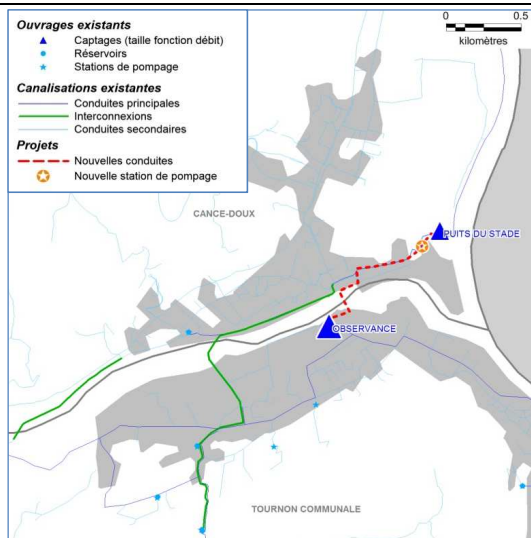 Ouvrages existants
Captages (taille fonction débit)
Réservoirs
Stations de pompage
Canalisations existantes
Conduites principales
Interconnexions
Conduites secondaires
Projets
Nouvelles conduites
Nouvelle station de pompage
0 0.5
kilomètres
CANCE-DOUX
PUITS DU STADE
OBSERVANCE
TOURNON COMMUNALE